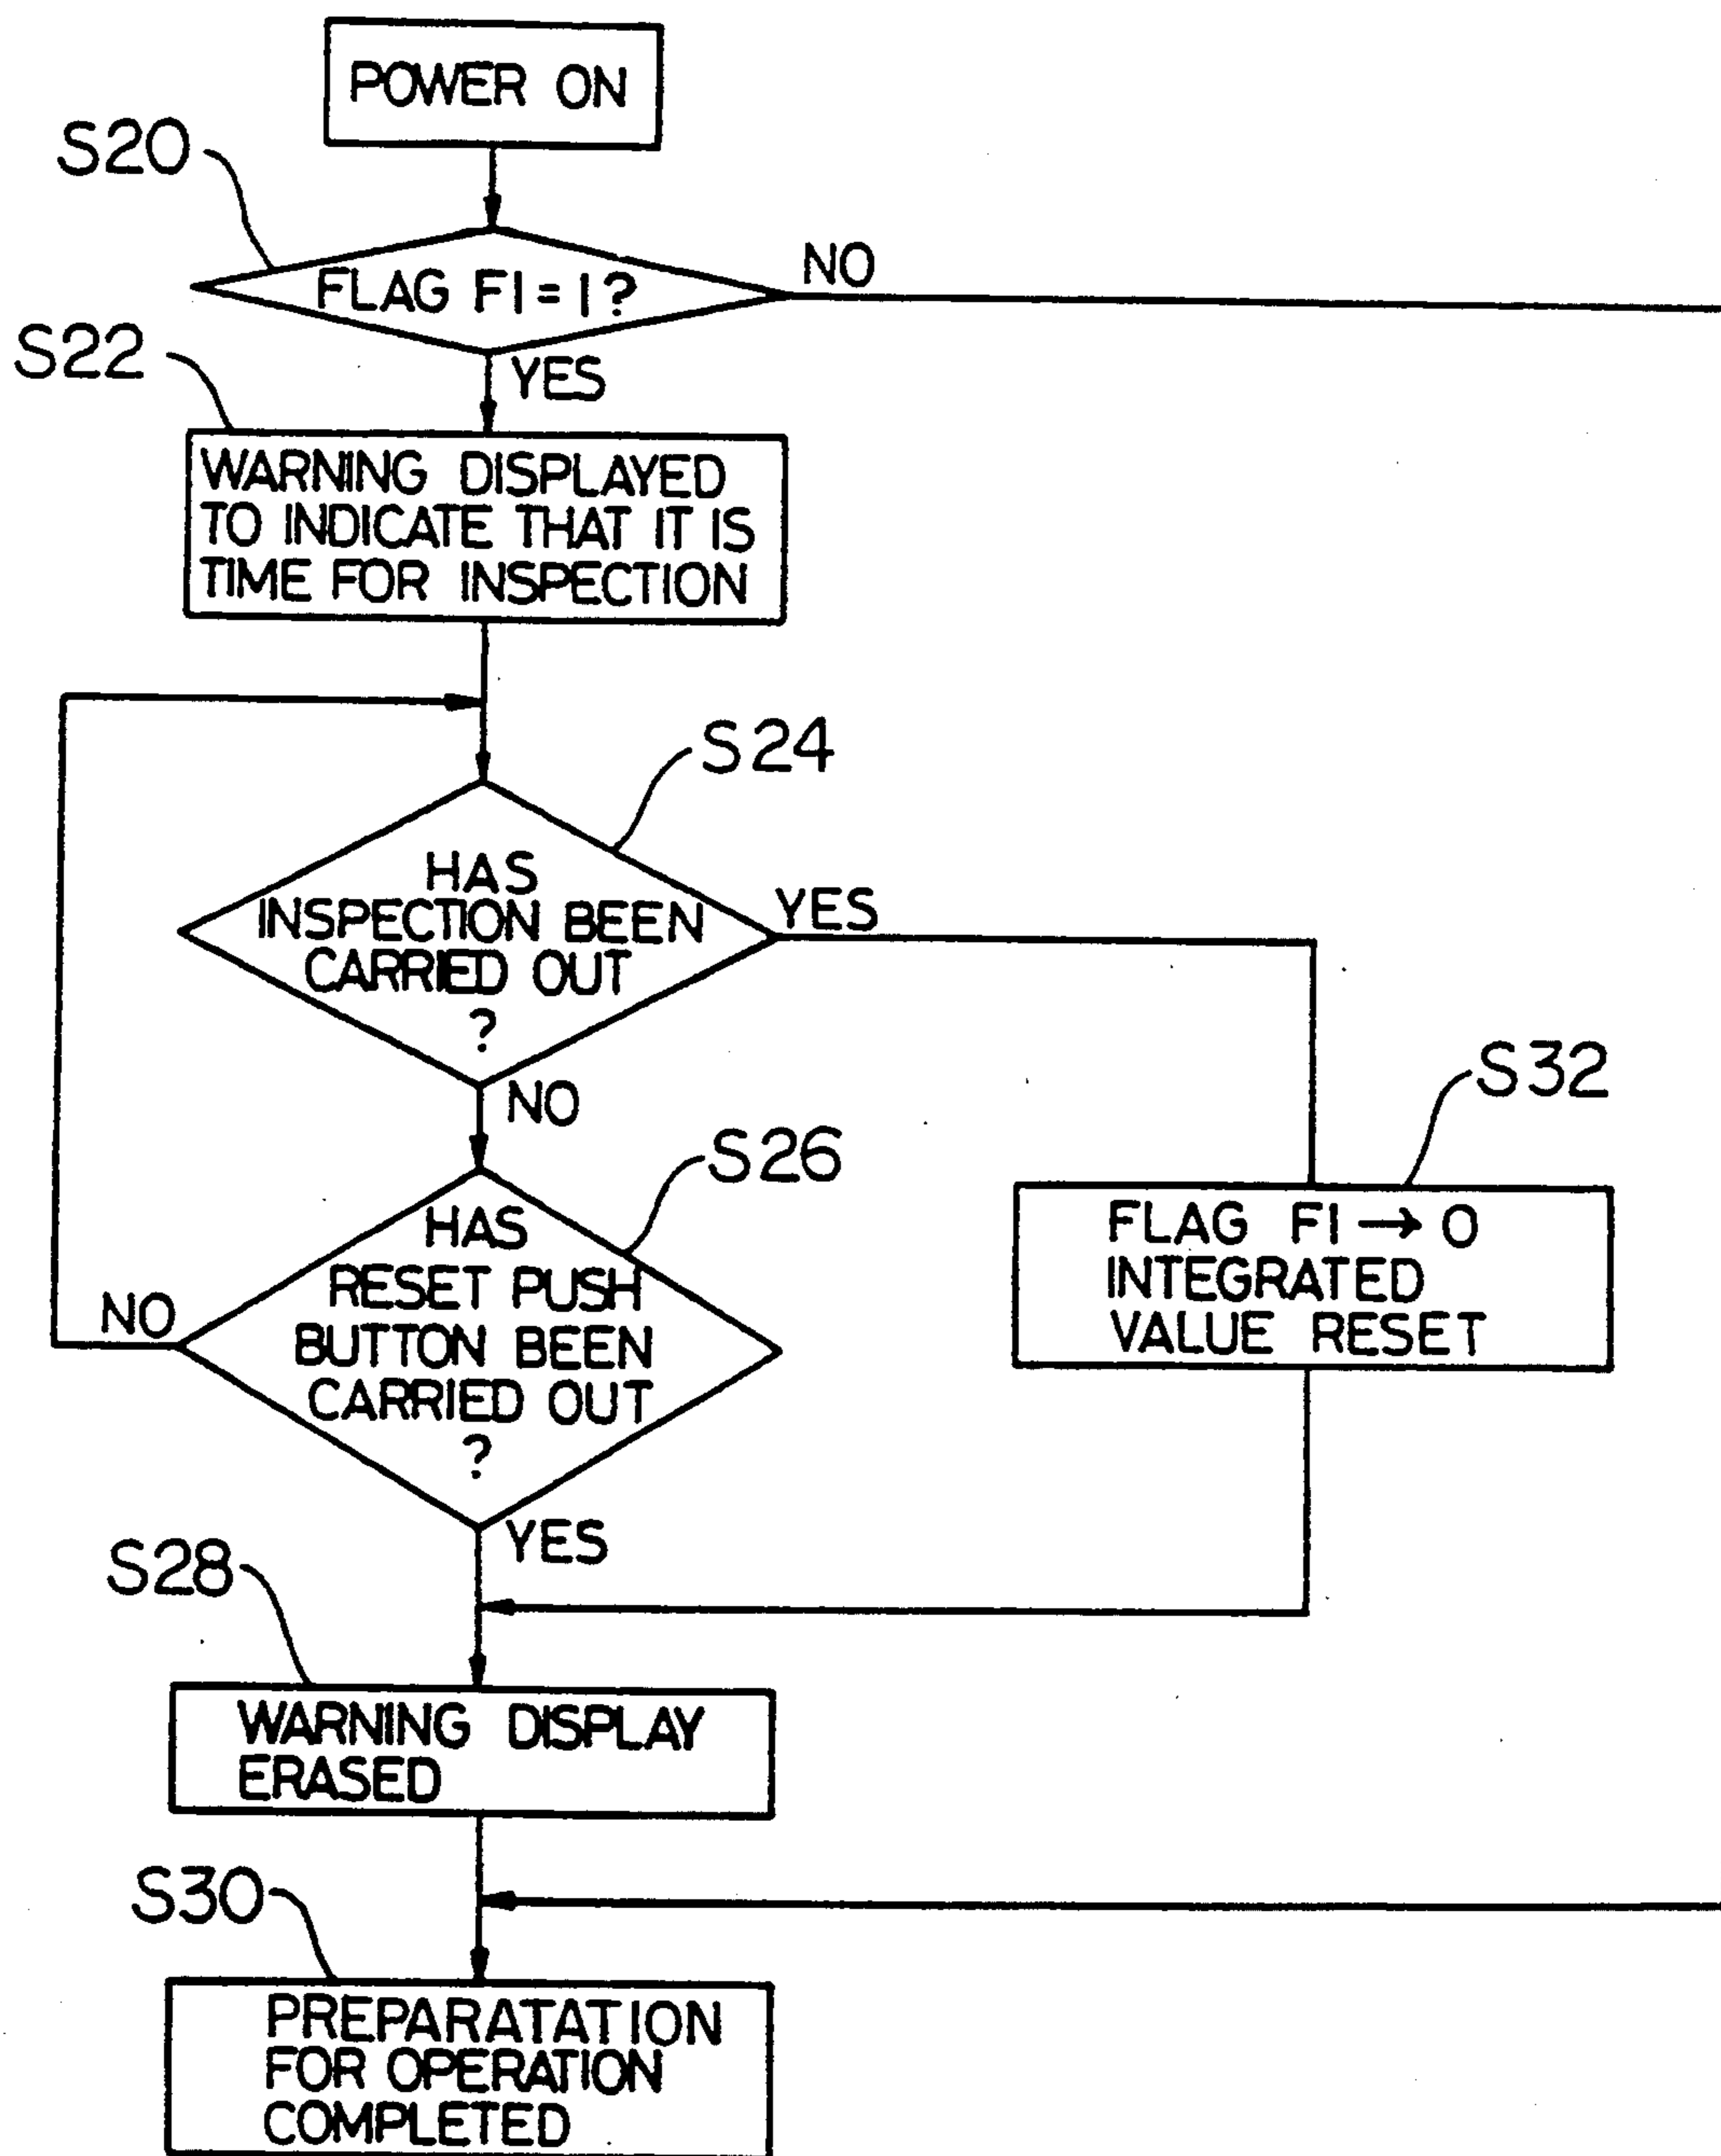 POWER ON
S20
FLAG F1=1?
NO
S22
YES
WARNING DISPLAYED
TO INDICATE THAT IT IS
TIME FOR INSPECTION
S24
HAS
INSPECTION BEEN
CARRIED OUT
?
YES
NO
S32
S26
FLAG F1→0
INTEGRATED
VALUE RESET
HAS
RESET PUSH
BUTTON BEEN
CARRIED OUT
?
NO
YES
S28
WARNING DISPLAY
ERASED
S30
PREPARATATION
FOR OPERATION
COMPLETED